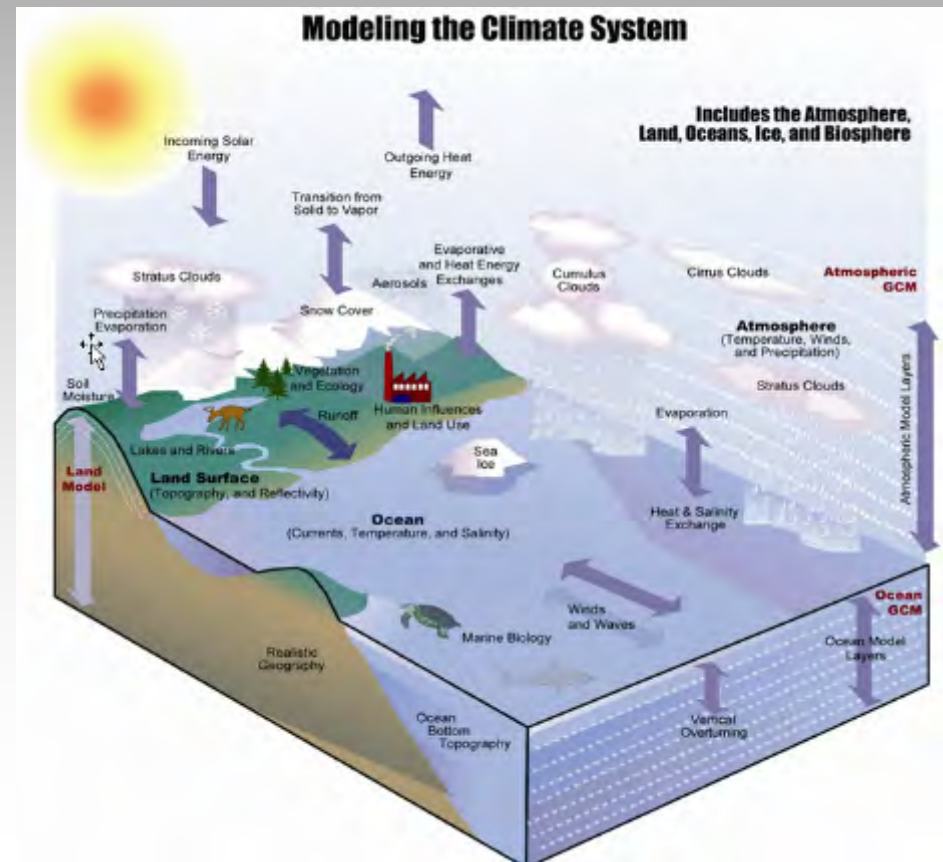 Modeling the Climate System
Includes the Atmosphere,
Land, Oceans, Ice, and Biosphere
Incoming Solar
Energy
Outgoing Heat
Energy
Transition from
Solid to Vapor
Evaporative
and Heat Energy
Exchanges
Stratus Clouds
Aerosols
Cumulus
Clouds
Cirrus Clouds
Atmospheric
GCM
Snow Cover
Precipitation
Evaporation
Atmosphere
(Temperature, Winds,
and Precipitation)
Vegetation
and Ecology
Soil
Moisture
Stratus Clouds
Human Influences
and Land Use
Runoff
Evaporation
Atmospheric Model Layers
Lakes and Rivers
Sea
Ice
Land
Model
Land Surface
(Topography, and Reflectivity)
Ocean
(Currents, Temperature, and Salinity)
Heat & Salinity
Exchange
Ocean
GCM
Winds
and Waves
Marine Biology
Ocean Model
Layers
Realistic
Geography
Ocean
Bottom
Topography
Vertical
Overturning